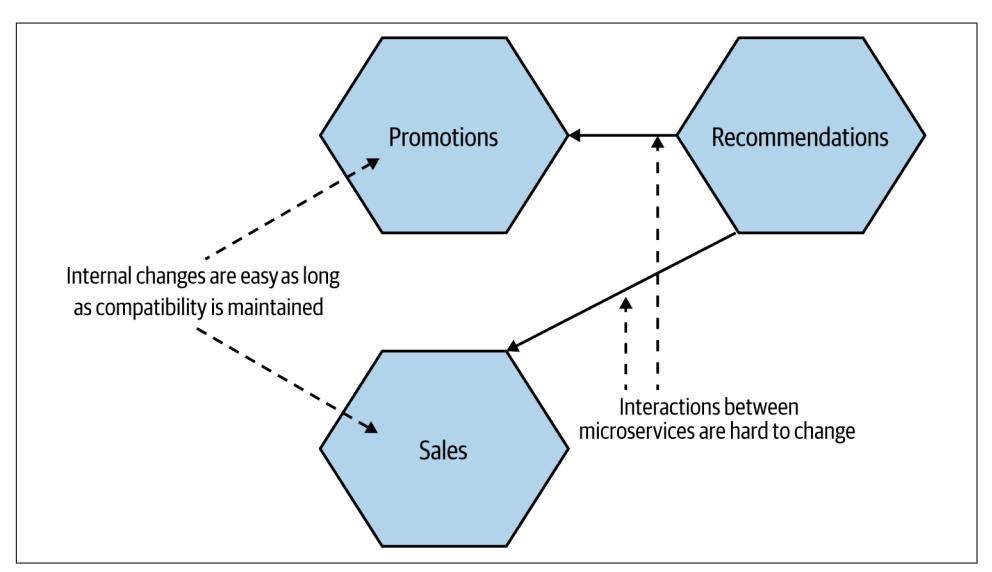 Promotions
Recommendations
Internal changes are easy as long
as compatibility is maintained
Interactions between
microservices are hard to change
Sales